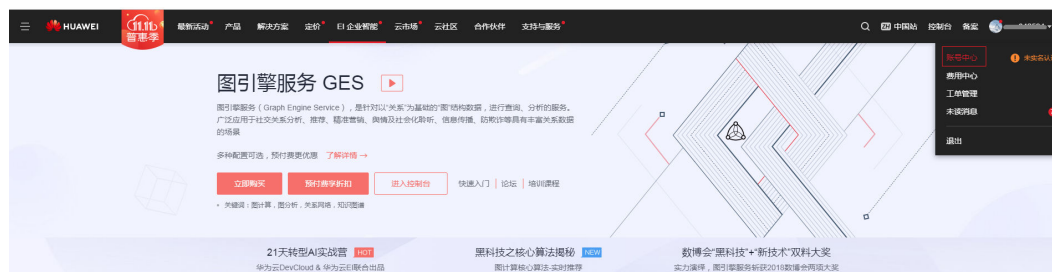 HUAWEI
11.11
普惠季
最新活动 产品 解决方案 定价 EI 企业智能 云市场 云社区 合作伙伴 支持与服务
中国站 控制台 备案
账号中心 未实名认
费用中心
工单管理
未读消息
退出
图引擎服务 GES
图引擎服务（Graph Engine Service），是针对以“关系”为基础的“图”结构数据，进行查询、分析的服务。
广泛应用于社交关系分析、推荐、精准营销、舆情及社会化聆听、信息传播、防欺诈等具有丰富关系数据
的场景
多种配置可选，预付费更优惠 了解详情 →
立即购买 预付费享折扣 进入控制台 快速入门 | 论坛 | 培训课程
• 关键词：图计算，图分析，关系网络，知识图谱
21天转型AI实战营 HOT 黑科技之核心算法揭秘 NEW 数博会“黑科技”+“新技术”双料大奖
华为云DevCloud & 华为云EI联合出品 图计算核心算法-实时推荐 实力演绎，图引擎服务斩获2018数博会两项大奖